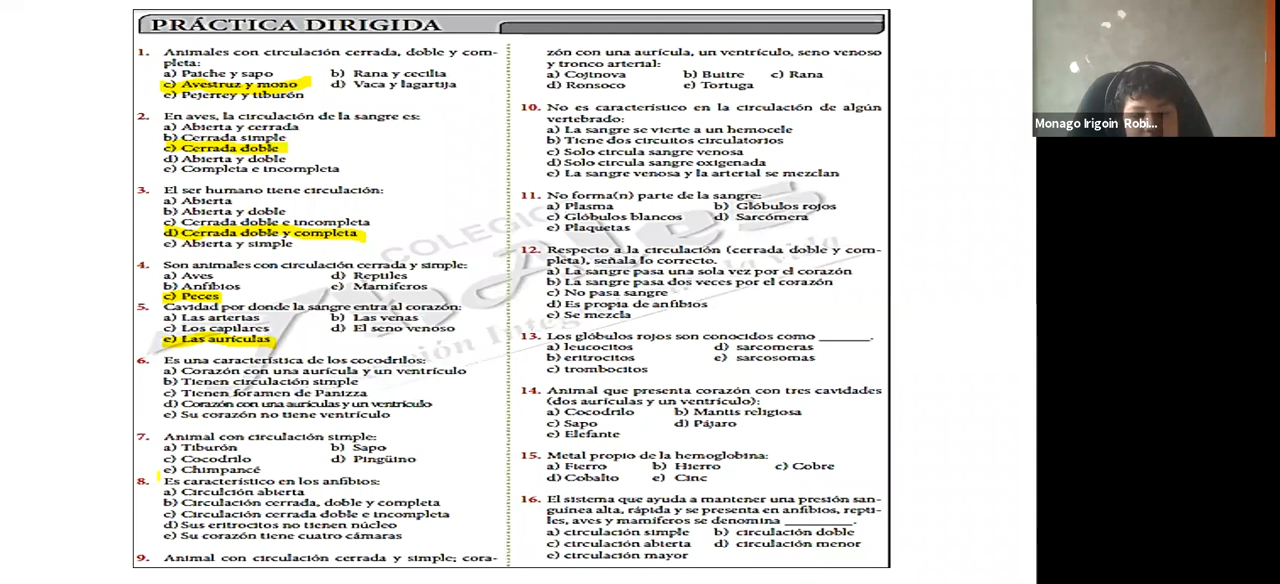 PRÁCTICA DIRIGIDA
1. Animales con circulación cerrada, doble y com-
pleta:
a) Paiche y sapo b) Rana y cecilia
c) Avestruz y mono d) Vaca y lagartija
e) Pejerrey y tiburón
2. En aves, la circulación de la sangre es:
a) Abierta y cerrada
b) Cerrada simple
c) Cerrada doble
d) Abierta y doble
e) Completa e incompleta
3. El ser humano tiene circulación:
a) Abierta
b) Abierta y doble
c) Cerrada doble e incompleta
d) Cerrada doble y completa
e) Abierta y simple
4. Son animales con circulación cerrada y simple:
a) Aves d) Reptiles
b) Anfibios e) Mamíferos
c) Peces
5. Cavidad por donde la sangre entra al corazón:
a) Las arterias b) Las venas
c) Los capilares d) El seno venoso
e) Las aurículas
6. Es una característica de los cocodrilos:
a) Corazón con una aurícula y un ventrículo
b) Tienen circulación simple
c) Tienen foramen de Panizza
d) Corazón con una aurículas y un ventrículo
e) Su corazón no tiene ventrículo
7. Animal con circulación simple:
a) Tiburón b) Sapo
c) Cocodrilo d) Pingüino
e) Chimpancé
8. Es característico en los anfibios:
a) Circulción abierta
b) Circulación cerrada, doble y completa
c) Circulación cerrada doble e incompleta
d) Sus eritrocitos no tienen núcleo
e) Su corazón tiene cuatro cámaras
9. Animal con circulación cerrada y simple; cora-
zón con una aurícula, un ventrículo, seno venoso
y tronco arterial:
a) Cojinova b) Buitre c) Rana
d) Ronsoco e) Tortuga
10. No es característico en la circulación de algún
vertebrado:
a) La sangre se vierte a un hemocele
b) Tiene dos circuitos circulatorios
c) Solo circula sangre venosa
d) Solo circula sangre oxigenada
e) La sangre venosa y la arterial se mezclan
11. No forma(n) parte de la sangre:
a) Plasma b) Glóbulos rojos
c) Glóbulos blancos d) Sarcómera
e) Plaquetas
12. Respecto a la circulación (cerrada doble y com-
pleta), señala lo correcto.
a) La sangre pasa una sola vez por el corazón
b) La sangre pasa dos veces por el corazón
c) No pasa sangre
d) Es propia de anfibios
e) Se mezcla
13. Los glóbulos rojos son conocidos como ______.
a) leucocitos d) sarcomeras
b) eritrocitos e) sarcosomas
c) trombocitos
14. Animal que presenta corazón con tres cavidades
(dos aurículas y un ventrículo):
a) Cocodrilo b) Mantis religiosa
c) Sapo d) Pájaro
e) Elefante
15. Metal propio de la hemoglobina:
a) Fierro b) Hierro c) Cobre
d) Cobalto e) Cinc
16. El sistema que ayuda a mantener una presión san-
guínea alta, rápida y se presenta en anfibios, repti-
les, aves y mamíferos se denomina ________.
a) circulación simple b) circulación doble
c) circulación abierta d) circulación menor
e) circulación mayor
COLEGIO
Thales
Monago Irigoin Robi...